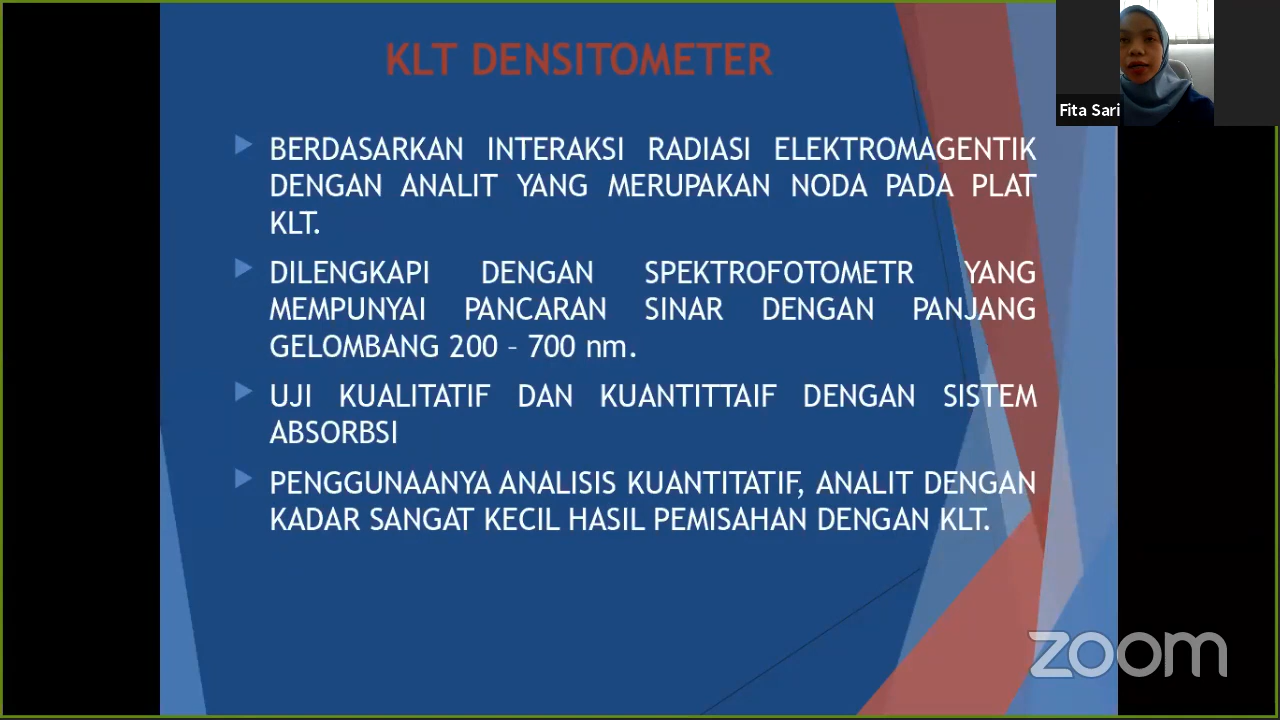 KLT DENSITOMETER
Fita Sari
BERDASARKAN INTERAKSI RADIASI ELEKTROMAGENTIK
DENGAN ANALIT YANG MERUPAKAN NODA PADA PLAT
KLT.
DILENGKAPI DENGAN SPEKTROFOTOMETR YANG
MEMPUNYAI PANCARAN SINAR DENGAN PANJANG
GELOMBANG 200 – 700 nm.
UJI KUALITATIF DAN KUANTITTAIF DENGAN SISTEM
ABSORBSI
PENGGUNAANYA ANALISIS KUANTITATIF, ANALIT DENGAN
KADAR SANGAT KECIL HASIL PEMISAHAN DENGAN KLT.
zoom